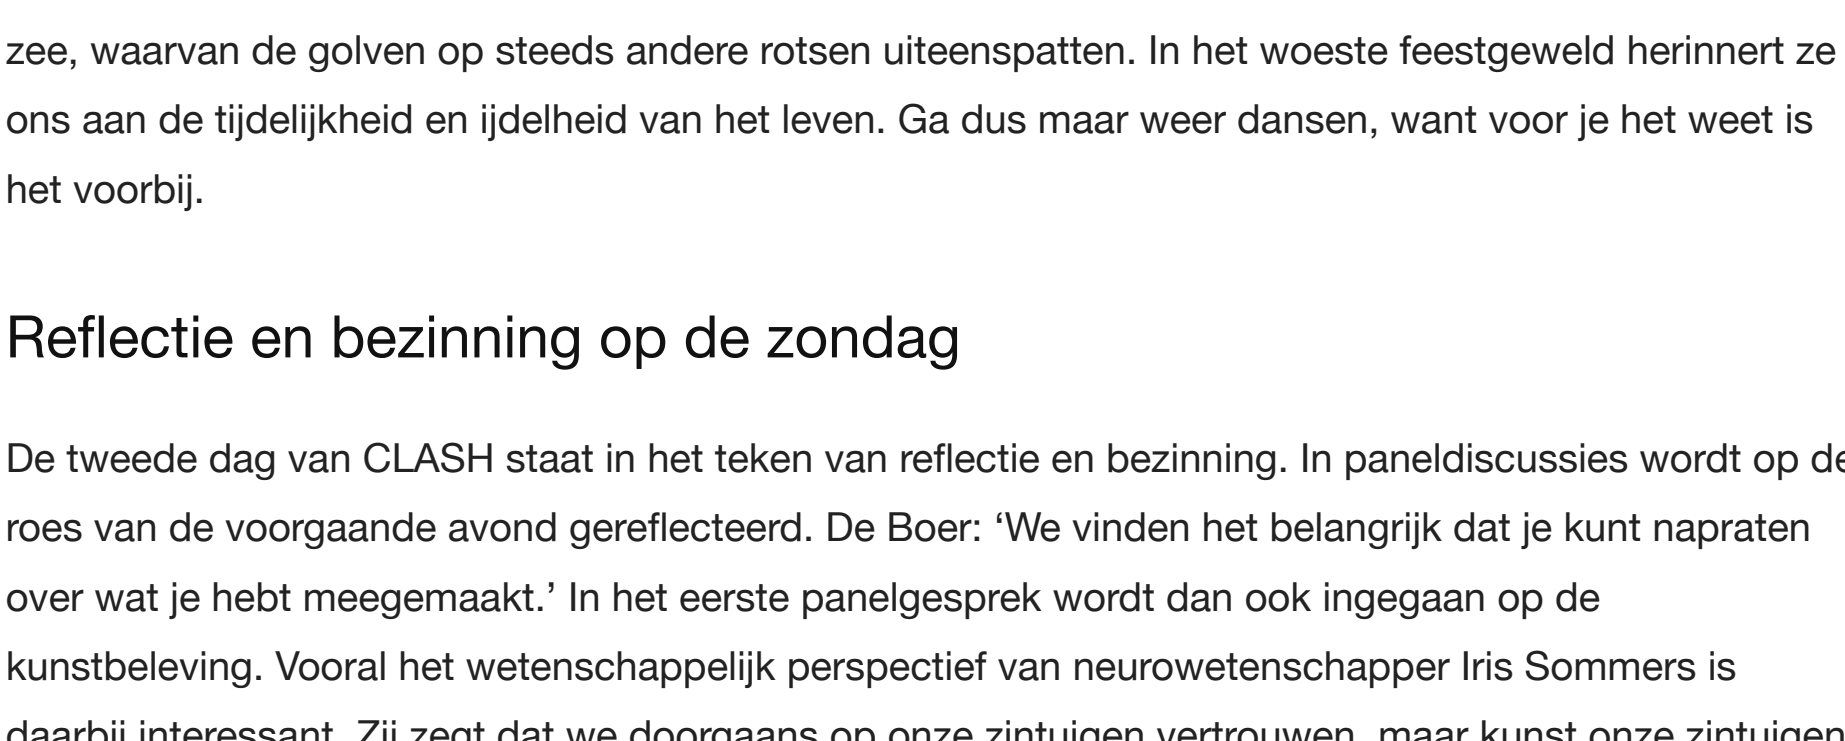 zee, waarvan de golven op steeds andere rotsen uiteenspatten. In het woeste feestgeweld herinnert ze
ons aan de tijdelijkheid en ijdelheid van het leven. Ga dus maar weer dansen, want voor je het weet is
het voorbij.
Reflectie en bezinning op de zondag
De tweede dag van CLASH staat in het teken van reflectie en bezinning. In paneldiscussies wordt op de
roes van de voorgaande avond gereflecteerd. De Boer: ‘We vinden het belangrijk dat je kunt napraten
over wat je hebt meegemaakt.’ In het eerste panelgesprek wordt dan ook ingegaan op de
kunstbeleving. Vooral het wetenschappelijk perspectief van neurowetenschapper Iris Sommers is
daarbij interessant. Zij zegt dat we doorgaans op onze zintuigen vertrouwen, maar kunst onze zintuigen